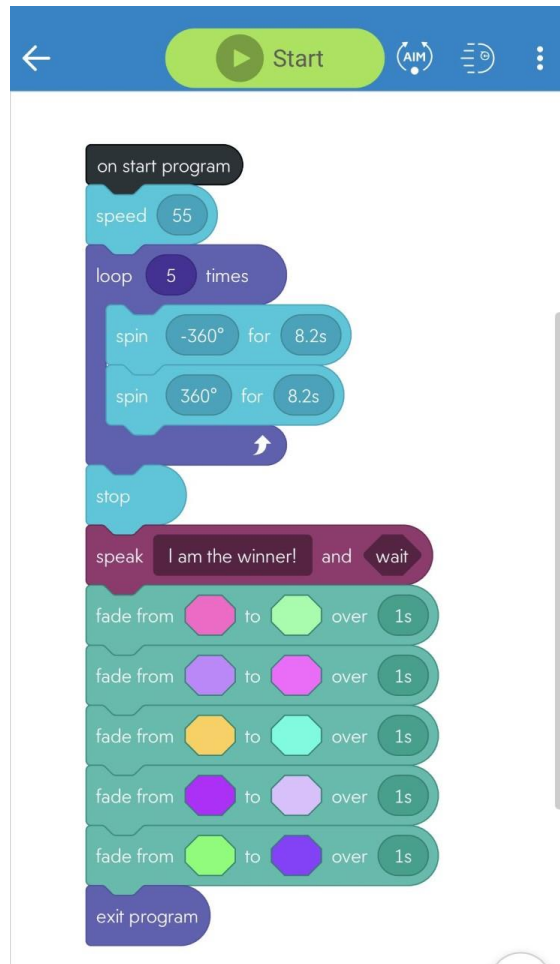 Start
AIM
on start program
speed 55
loop 5 times
spin -360° for 8.2s
spin 360° for 8.2s
stop
speak I am the winner! and wait
fade from to over 1s
fade from to over 1s
fade from to over 1s
fade from to over 1s
fade from to over 1s
exit program